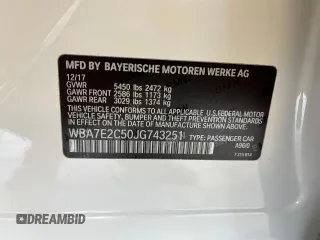 MFD BY BAYERISCHE MOTOREN WERKE AG
12/17
GVWR 5450 lbs 2472 kg
GAWR FRONT 2586 lbs 1173 kg
GAWR REAR 3029 lbs 1374 kg
THIS VEHICLE CONFORMS TO ALL APPLICABLE U.S. FEDERAL MOTOR
VEHICLE SAFETY, BUMPER, AND THEFT PREVENTION STANDARDS IN
EFFECT ON THE DATE OF MANUFACTURE SHOWN ABOVE.
WBA7E2C50JG743251 TYPE: PASSENGER CAR
A96/0
DREAMBID